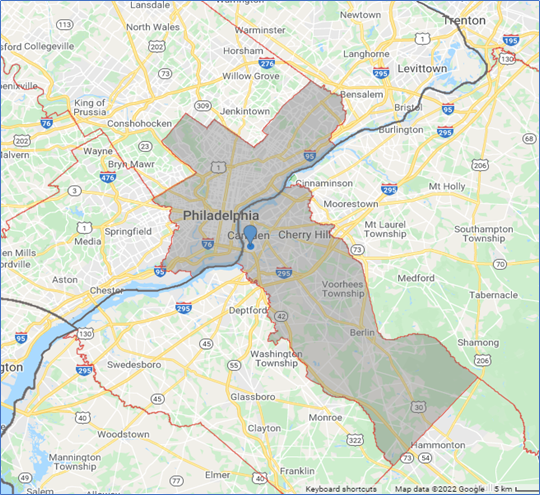 Lansdale
Warminster
Newtown
Trenton
North Wales
Horsham
Langhorne
Levittown
Willow Grove
Bensalem
King of
Prussia
Conshohocken
Jenkintown
Bristol
Burlington
Wayne
Bryn Mawr
Cinnaminson
Moorestown
Mt Holly
Philadelphia
Springfield
Media
Camden
Cherry Hill
Mt Laurel
Township
Southampton
Township
Aston
Chester
Voorhees
Township
Medford
Tabernacle
Deptford
Berlin
Shamong
Washington
Township
Swedesboro
Glassboro
Monroe
Woodstown
Clayton
Hammonton
Mannington
Township
Elmer
Franklin
Keyboard shortcuts
Map data ©2022 Google
5 km